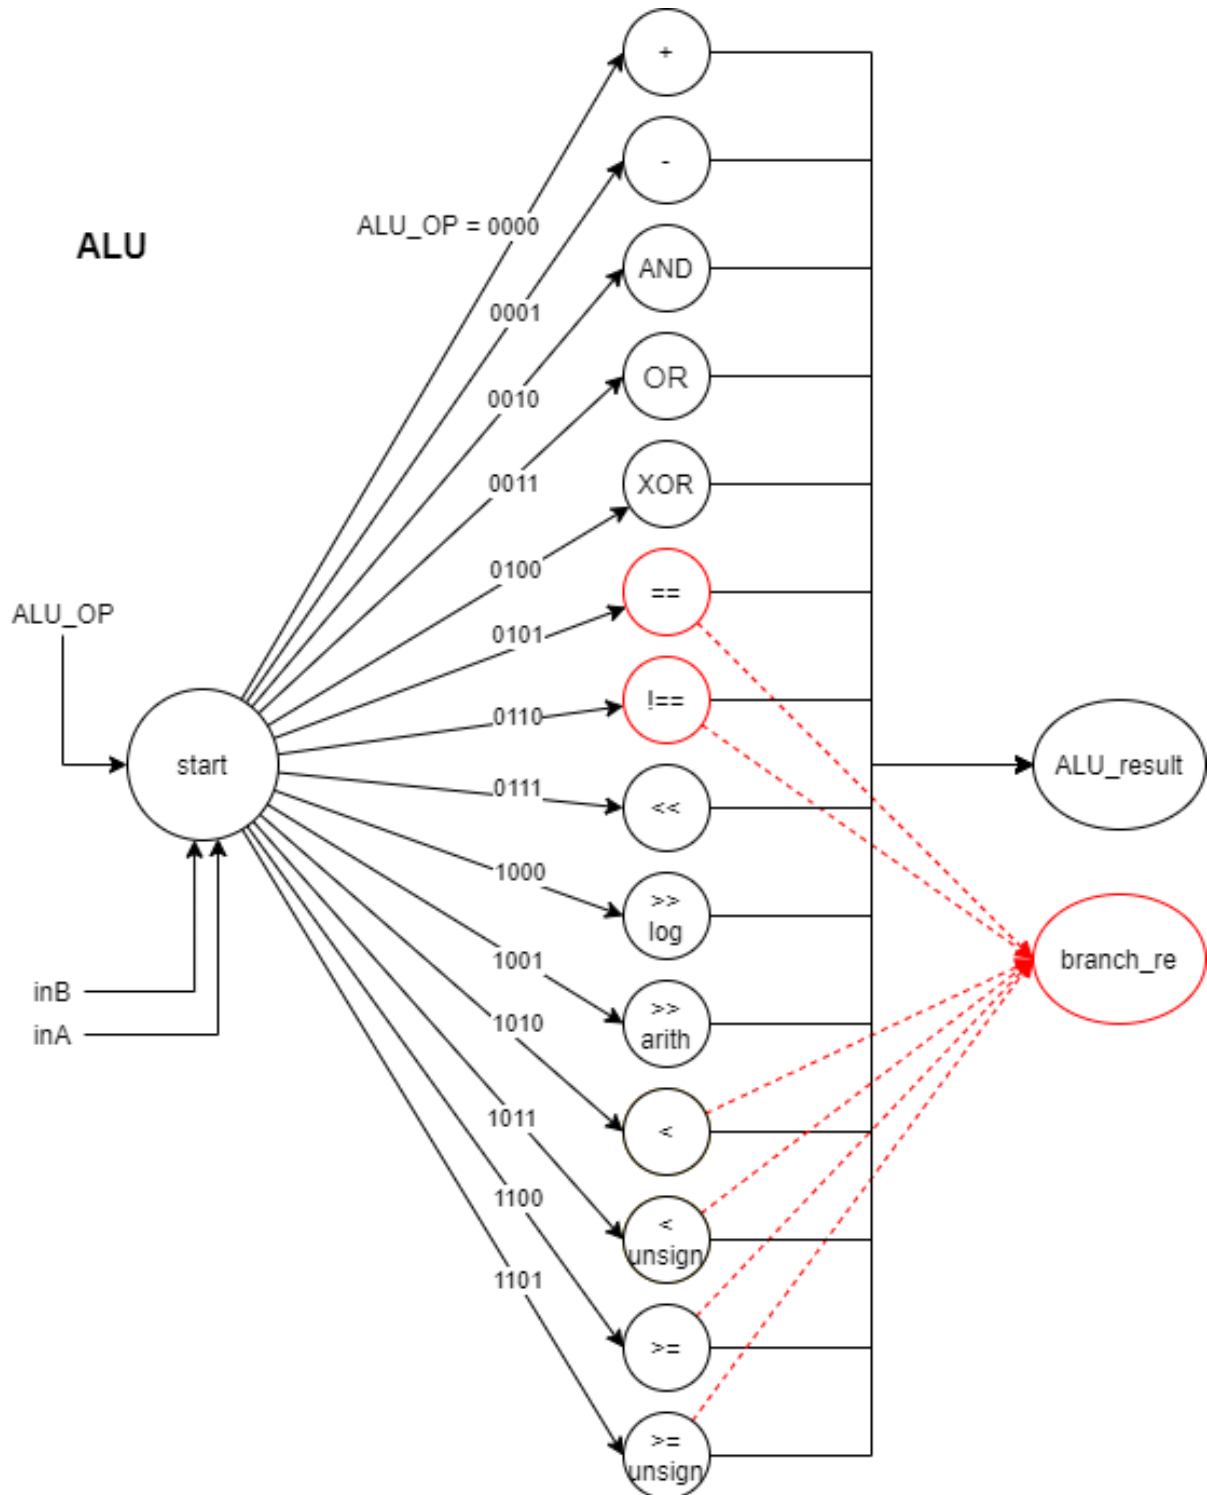 +
-
ALU_OP = 0000
ALU
AND
0001
OR
0010
0011
XOR
0100
==
ALU_OP
0101
!==
0110
start
ALU_result
0111
<<
1000
>>
log
1001
branch_re
inB
1010
>>
arith
inA
1011
<
1100
<
unsign
1101
>=
>=
unsign